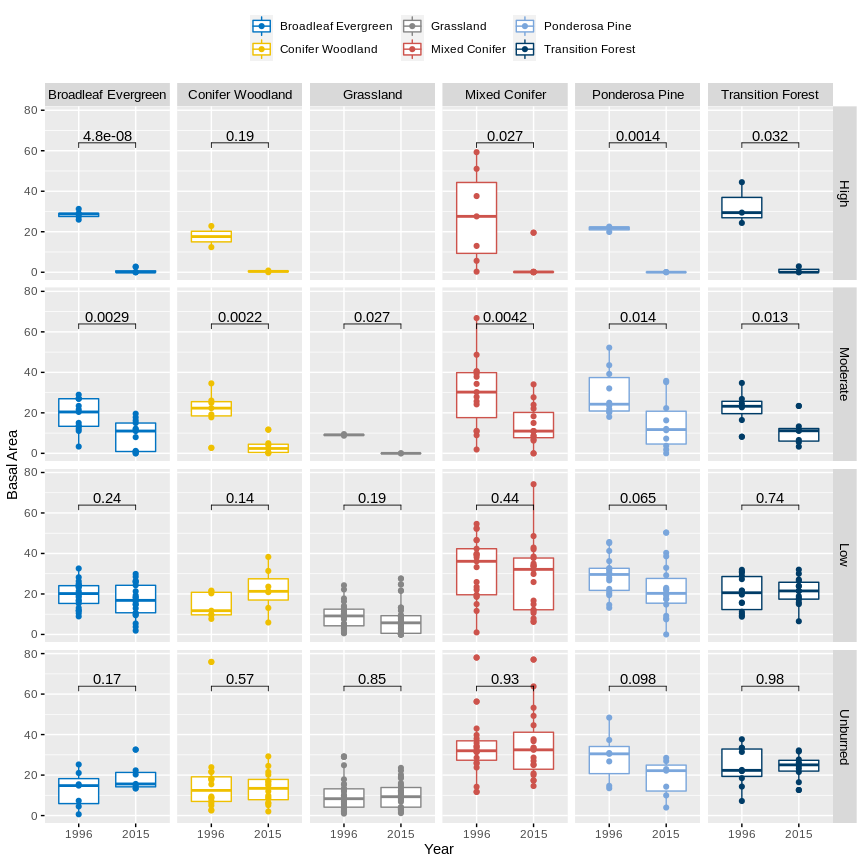 Broadleaf Evergreen Grassland Ponderosa Pine
Conifer Woodland Mixed Conifer Transition Forest
Broadleaf Evergreen Conifer Woodland Grassland Mixed Conifer Ponderosa Pine Transition Forest
80
4.8e-08 0.19 0.027 0.0014 0.032
60
40
20
0
High
80
0.0029 0.0022 0.027 0.0042 0.014 0.013
60
40
20
0
Moderate
Basal Area
80
0.24 0.14 0.19 0.44 0.065 0.74
60
40
20
0
Low
80
0.17 0.57 0.85 0.93 0.098 0.98
60
40
20
0
Unburned
1996 2015 1996 2015 1996 2015 1996 2015 1996 2015 1996 2015
Year